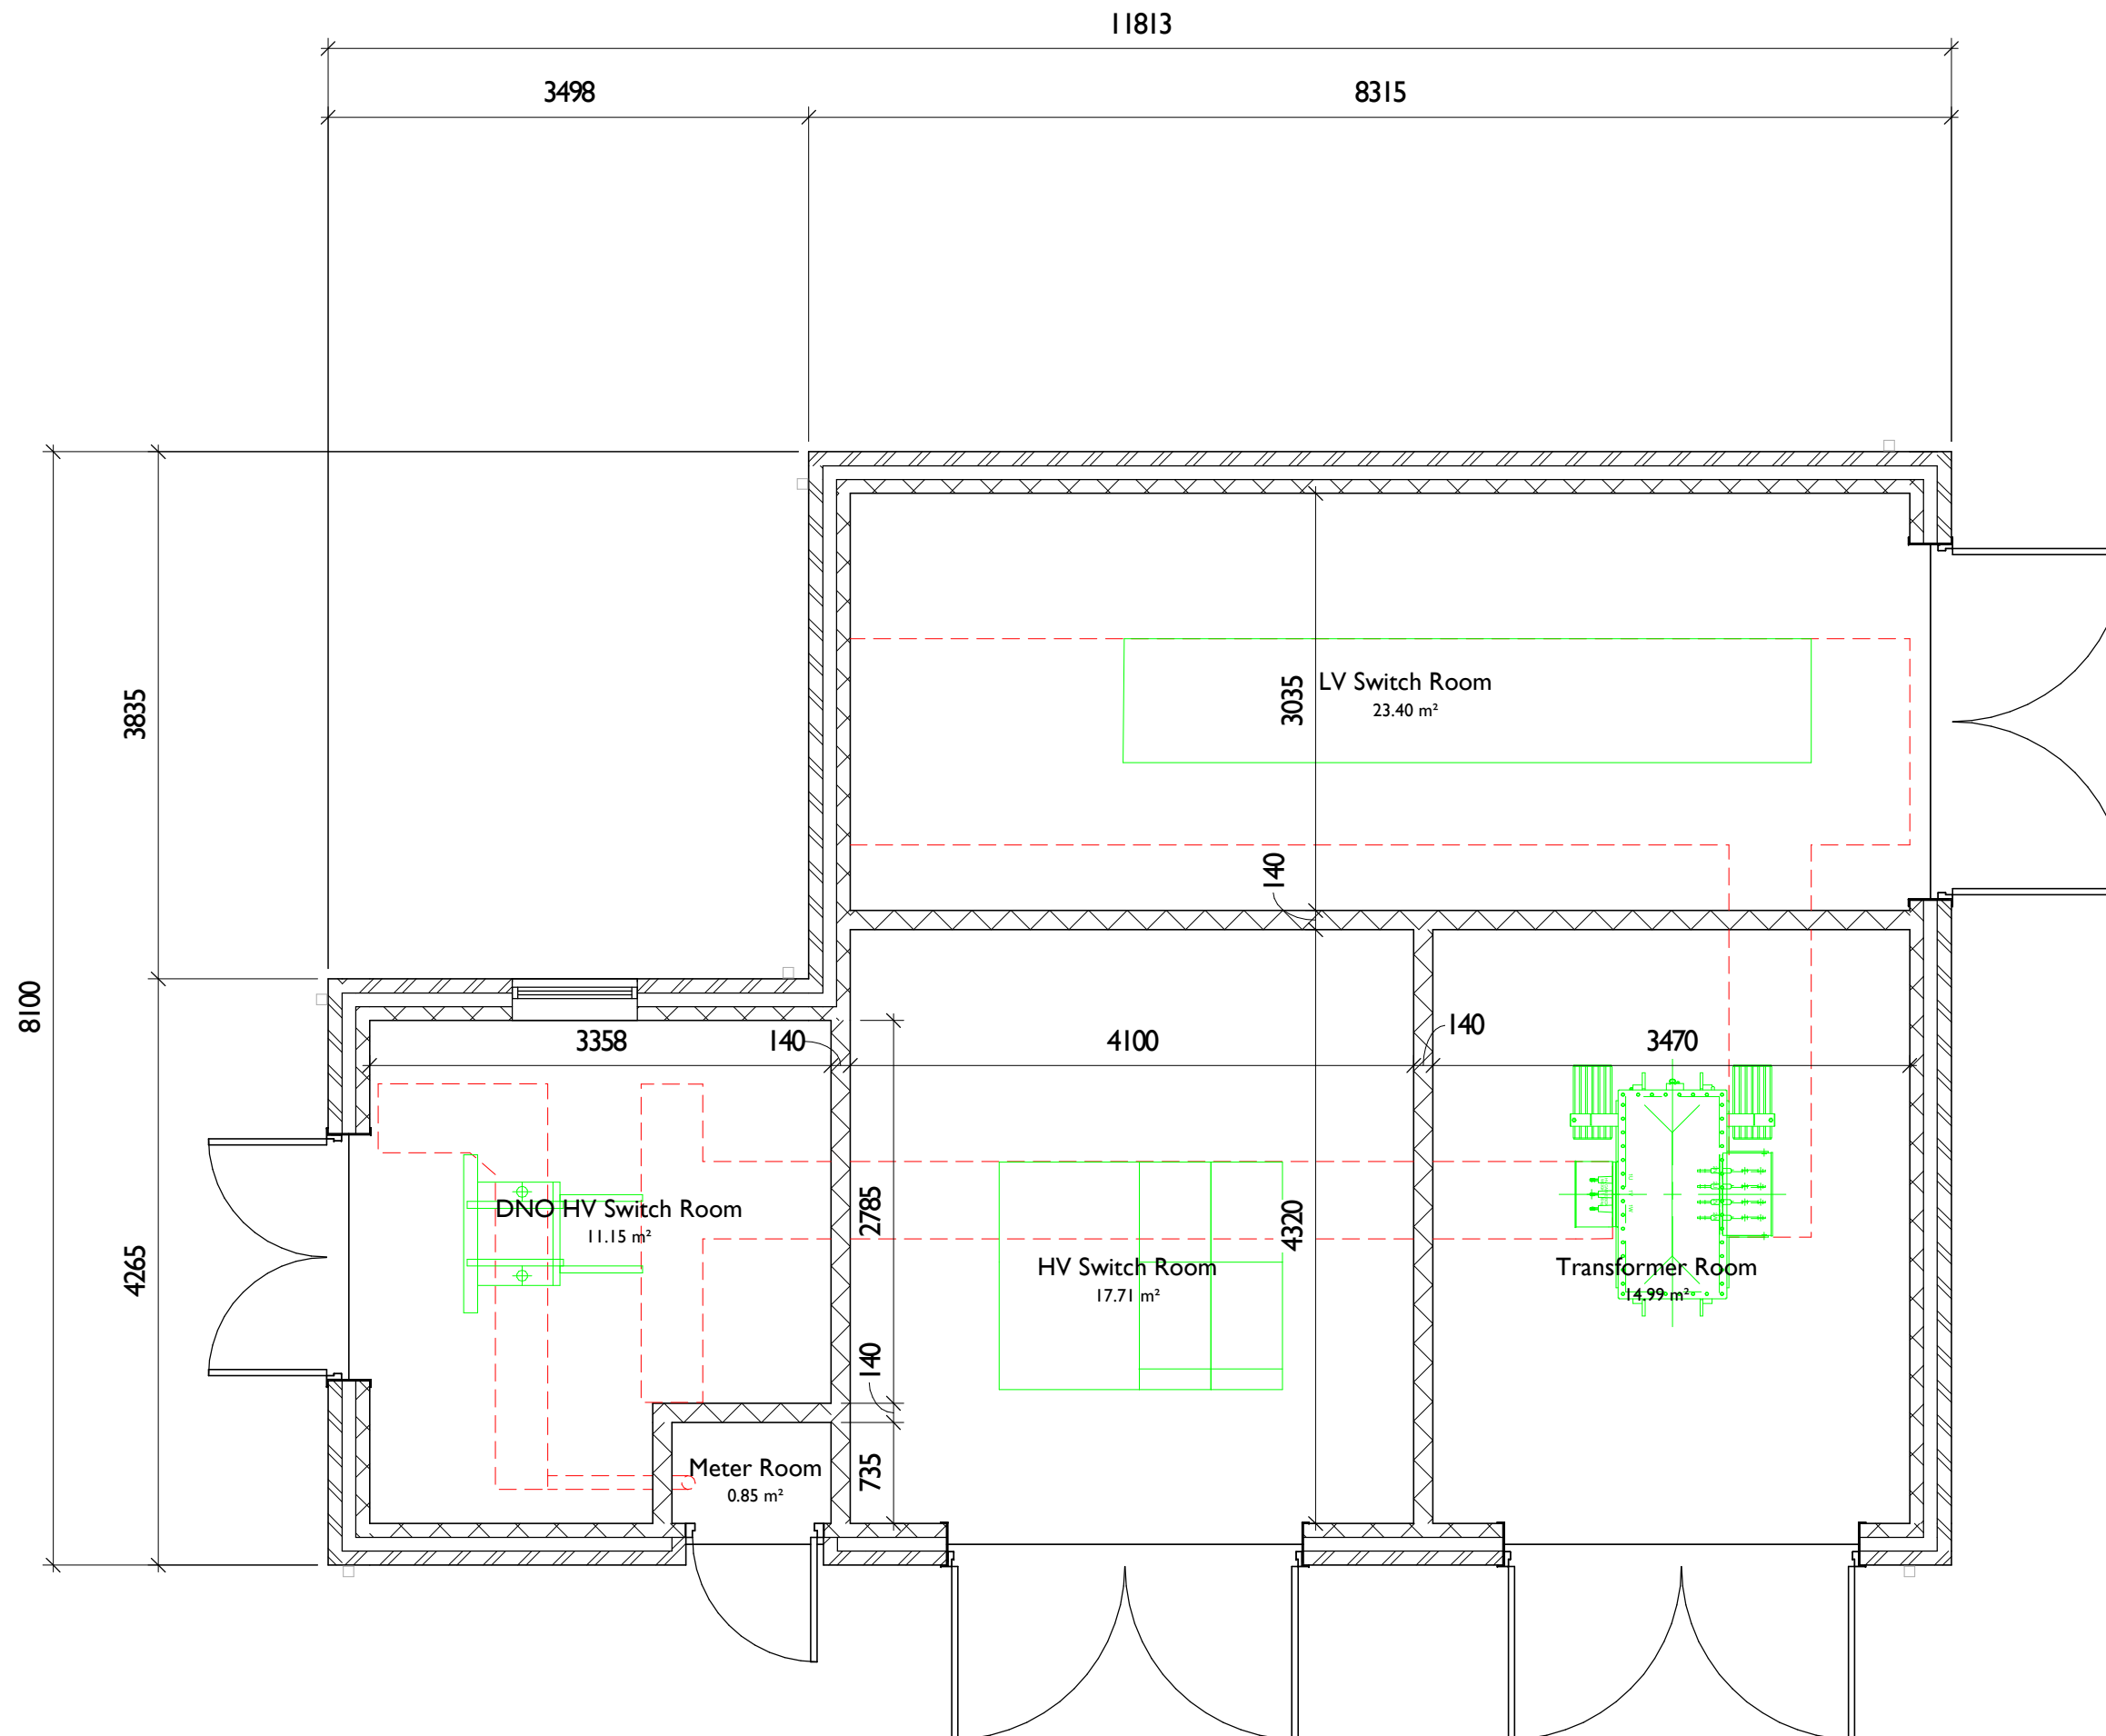 11813
3498
8315
3835
8100
4265
LV Switch Room
23.40 m²
3035
140
3358
140
4100
140
3470
DNO HV Switch Room
11.15 m²
2785
HV Switch Room
17.71 m²
4320
Transformer Room
14.99 m²
140
735
Meter Room
0.85 m²